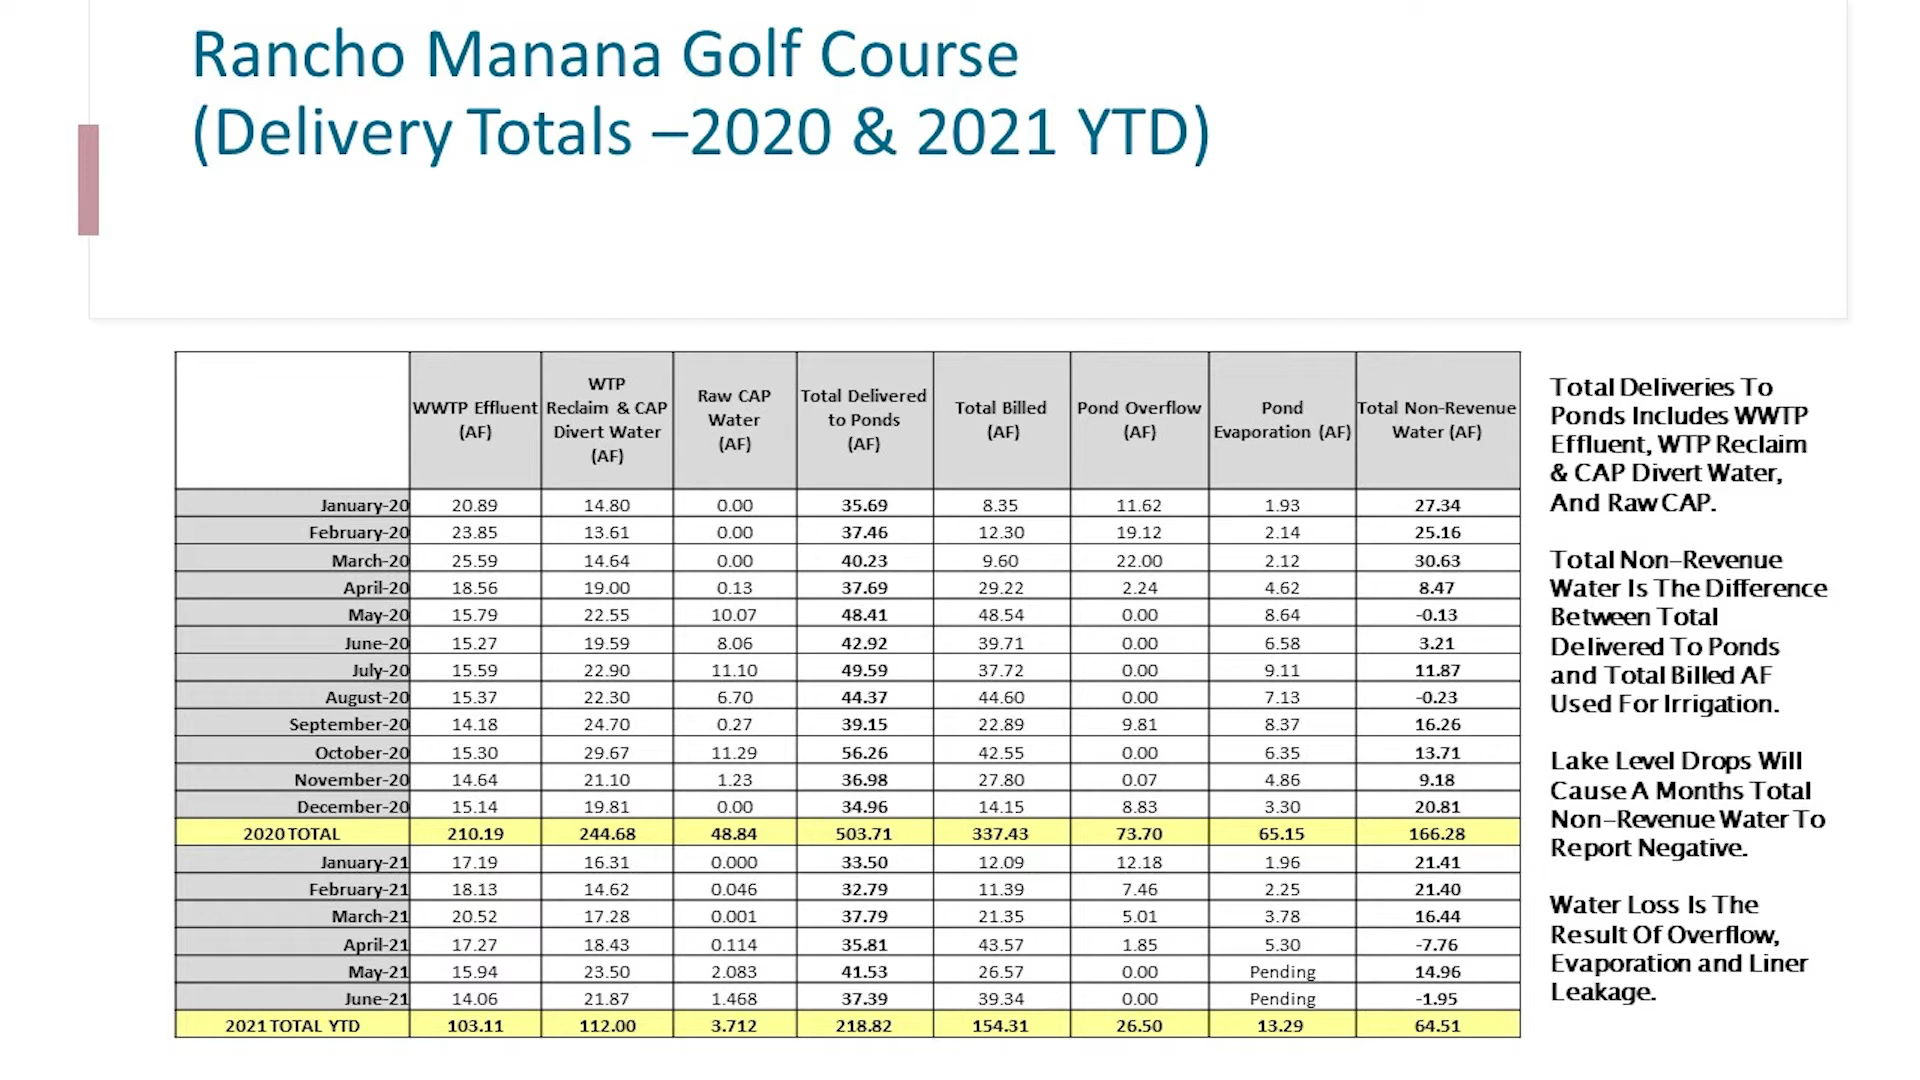 Rancho Manana Golf Course
(Delivery Totals –2020 & 2021 YTD)
WWTP Effluent (AF) | WTP Reclaim & CAP Divert Water (AF) | Raw CAP Water (AF) | Total Delivered to Ponds (AF) | Total Billed (AF) | Pond Overflow (AF) | Pond Evaporation (AF) | Total Non-Revenue Water (AF)
January-20 20.89 14.80 0.00 35.69 8.35 11.62 1.93 27.34
February-20 23.85 13.61 0.00 37.46 12.30 19.12 2.14 25.16
March-20 25.59 14.64 0.00 40.23 9.60 22.00 2.12 30.63
April-20 18.56 19.00 0.13 37.69 29.22 2.24 4.62 8.47
May-20 15.79 22.55 10.07 48.41 48.54 0.00 8.64 -0.13
June-20 15.27 19.59 8.06 42.92 39.71 0.00 6.58 3.21
July-20 15.59 22.90 11.10 49.59 37.72 0.00 9.11 11.87
August-20 15.37 22.30 6.70 44.37 44.60 0.00 7.13 -0.23
September-20 14.18 24.70 0.27 39.15 22.89 9.81 8.37 16.26
October-20 15.30 29.67 11.29 56.26 42.55 0.00 6.35 13.71
November-20 14.64 21.10 1.23 36.98 27.80 0.07 4.86 9.18
December-20 15.14 19.81 0.00 34.96 14.15 8.83 3.30 20.81
2020 TOTAL 210.19 244.68 48.84 503.71 337.43 73.70 65.15 166.28
January-21 17.19 16.31 0.000 33.50 12.09 12.18 1.96 21.41
February-21 18.13 14.62 0.046 32.79 11.39 7.46 2.25 21.40
March-21 20.52 17.28 0.001 37.79 21.35 5.01 3.78 16.44
April-21 17.27 18.43 0.114 35.81 43.57 1.85 5.30 -7.76
May-21 15.94 23.50 2.083 41.53 26.57 0.00 Pending 14.96
June-21 14.06 21.87 1.468 37.39 39.34 0.00 Pending -1.95
2021 TOTAL YTD 103.11 112.00 3.712 218.82 154.31 26.50 13.29 64.51
Total Deliveries To
Ponds Includes WWTP
Effluent, WTP Reclaim
& CAP Divert Water,
And Raw CAP.
Total Non-Revenue
Water Is The Difference
Between Total
Delivered To Ponds
and Total Billed AF
Used For Irrigation.
Lake Level Drops Will
Cause A Months Total
Non-Revenue Water To
Report Negative.
Water Loss Is The
Result Of Overflow,
Evaporation and Liner
Leakage.